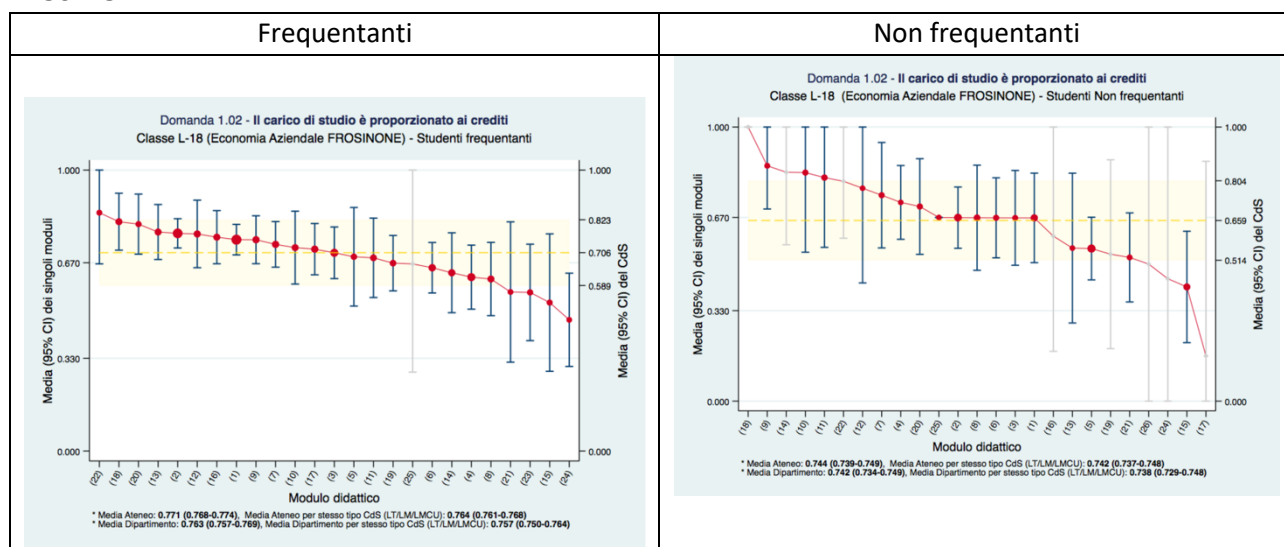 Frequentanti
Non frequentanti
Domanda 1.02 - Il carico di studio è proporzionato ai crediti
Classe L-18 (Economia Aziendale FROSINONE) - Studenti frequentanti
Media (95% CI) dei singoli moduli
1.000
0.670
0.330
0.000
1.000
0.823
0.706
0.589
0.330
0.000
Media (95% CI) del CdS
(22) (18) (20) (13) (2) (12) (16) (1) (9) (7) (10) (17) (3) (5) (11) (19) (25) (6) (14) (4) (8) (21) (23) (15) (24)
Modulo didattico
* Media Ateneo: 0.771 (0.768-0.774), Media Ateneo per stesso tipo CdS (LT/LM/LMCU): 0.764 (0.761-0.768)
* Media Dipartimento: 0.763 (0.757-0.769), Media Dipartimento per stesso tipo CdS (LT/LM/LMCU): 0.757 (0.750-0.764)
Domanda 1.02 - Il carico di studio è proporzionato ai crediti
Classe L-18 (Economia Aziendale FROSINONE) - Studenti Non frequentanti
Media (95% CI) dei singoli moduli
1.000
0.670
0.330
0.000
1.000
0.804
0.659
0.514
0.000
Media (95% CI) del CdS
(18) (9) (14) (10) (11) (22) (12) (7) (4) (20) (25) (2) (8) (6) (3) (1) (16) (13) (5) (19) (21) (26) (24) (15) (17)
Modulo didattico
* Media Ateneo: 0.744 (0.739-0.749), Media Ateneo per stesso tipo CdS (LT/LM/LMCU): 0.742 (0.737-0.748)
* Media Dipartimento: 0.742 (0.734-0.749), Media Dipartimento per stesso tipo CdS (LT/LM/LMCU): 0.738 (0.729-0.748)